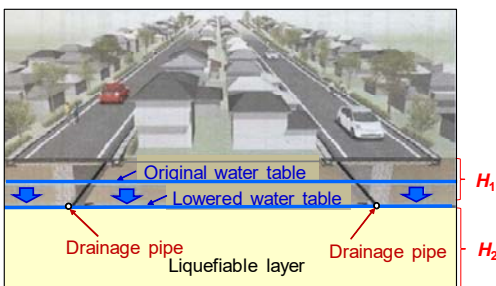 Original water table
H1
Lowered water table
Drainage pipe
Drainage pipe
H2
Liquefiable layer